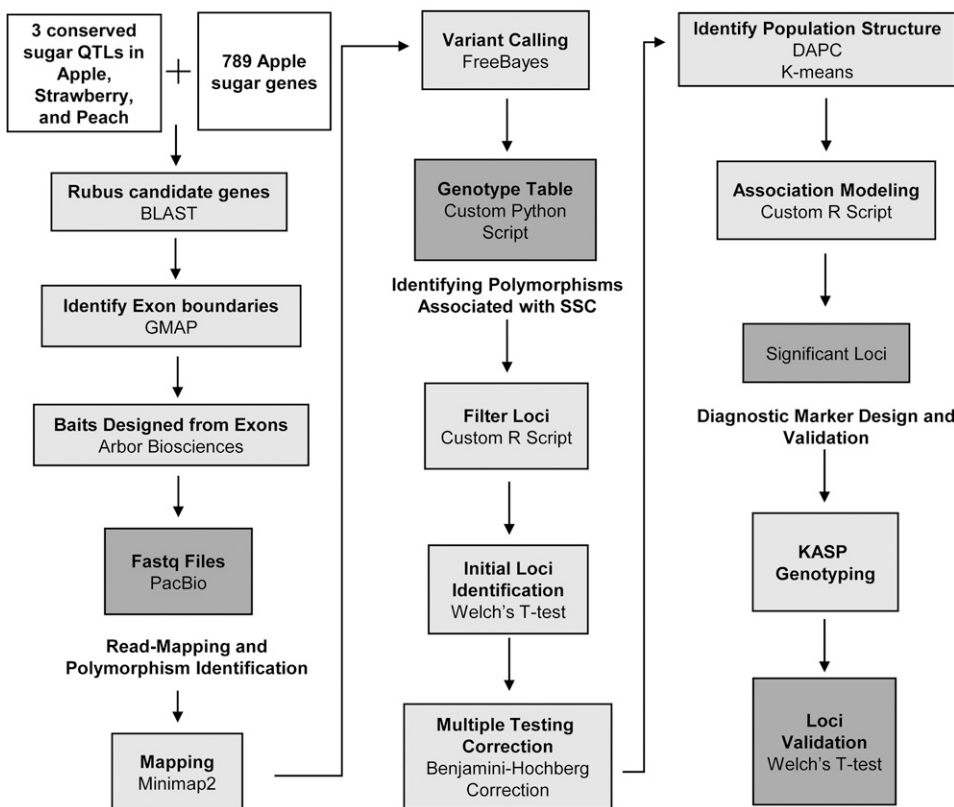 3 conserved
sugar QTLs in
Apple,
Strawberry,
and Peach
789 Apple
sugar genes
Rubus candidate genes
BLAST
Identify Exon boundaries
GMAP
Baits Designed from Exons
Arbor Biosciences
Fastq Files
PacBio
Read-Mapping and
Polymorphism Identification
Mapping
Minimap2
Variant Calling
FreeBayes
Genotype Table
Custom Python
Script
Identifying Polymorphisms
Associated with SSC
Filter Loci
Custom R Script
Initial Loci
Identification
Welch's T-test
Multiple Testing
Correction
Benjamini-Hochberg
Correction
Identify Population Structure
DAPC
K-means
Association Modeling
Custom R Script
Significant Loci
Diagnostic Marker Design and
Validation
KASP
Genotyping
Loci
Validation
Welch's T-test